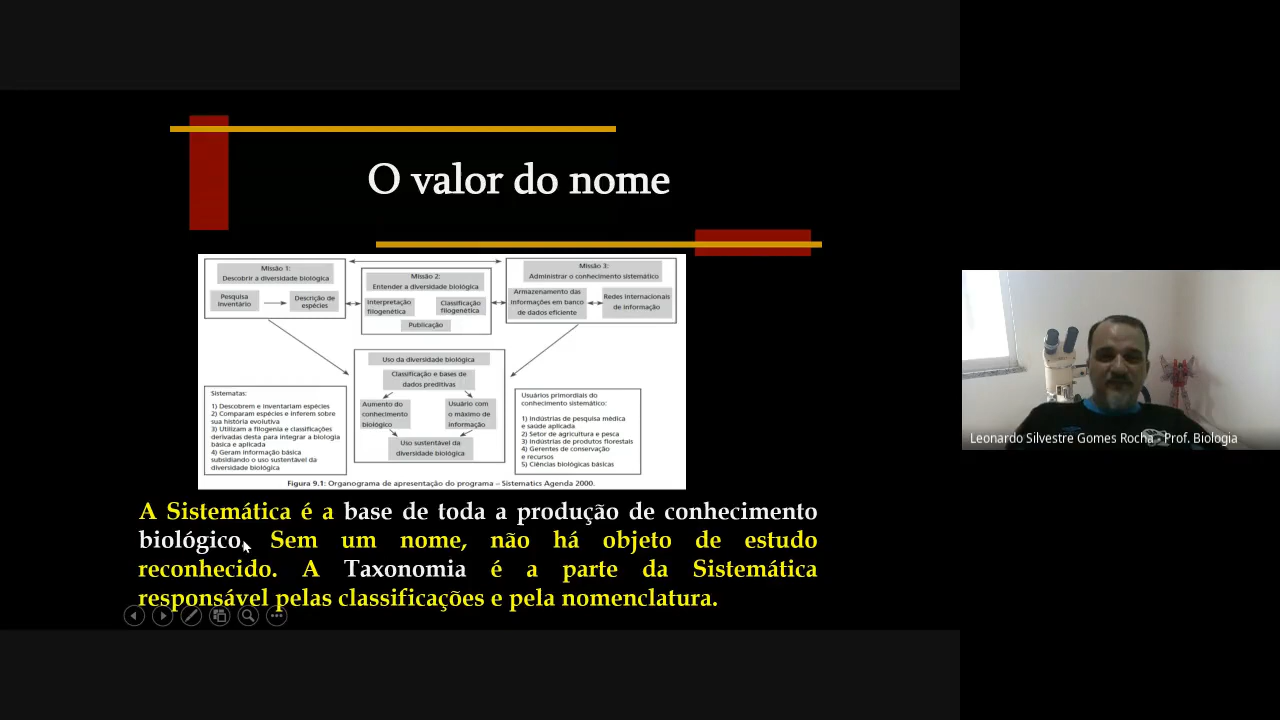 O valor do nome
Missão 1:
Descobrir a diversidade biológica
Pesquisa
Inventário
Descrição de
espécies
Missão 2:
Entender a diversidade biológica
Interpretação
filogenética
Classificação
filogenética
Publicação
Missão 3:
Administrar o conhecimento sistemático
Armazenamento das
informações em banco
de dados eficiente
Redes internacionais
de informação
Uso da diversidade biológica
Classificação e bases de
dados preditivas
Aumento do
conhecimento
biológico
Usuário com
o máximo de
informação
Uso sustentável da
diversidade biológica
Sistematas:
1) Descobrem e inventariam espécies
2) Comparam espécies e inferem sobre
sua história evolutiva
3) Utilizam a filogenia e classificações
derivadas desta para integrar a biologia
básica e aplicada
4) Geram informação básica
subsidiando o uso sustentável da
diversidade biológica
Usuários primordiais do
conhecimento sistemático:
1) Indústrias de pesquisa médica
e saúde aplicada
2) Setor de agricultura e pesca
3) Indústrias de produtos florestais
4) Gerentes de conservação
e recursos
5) Ciências biológicas básicas
Figura 9.1: Organograma de apresentação do programa – Sistematics Agenda 2000.
A Sistemática é a base de toda a produção de conhecimento
biológico. Sem um nome, não há objeto de estudo
reconhecido. A Taxonomia é a parte da Sistemática
responsável pelas classificações e pela nomenclatura.
Leonardo Silvestre Gomes Rocha - Prof. Biologia